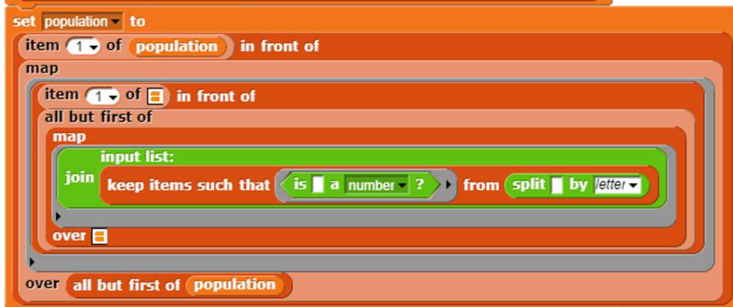 set population to
item 1 of population in front of
map
item 1 of in front of
all but first of
map
input list:
join keep items such that is a number ? from split by letter
over
over all but first of population